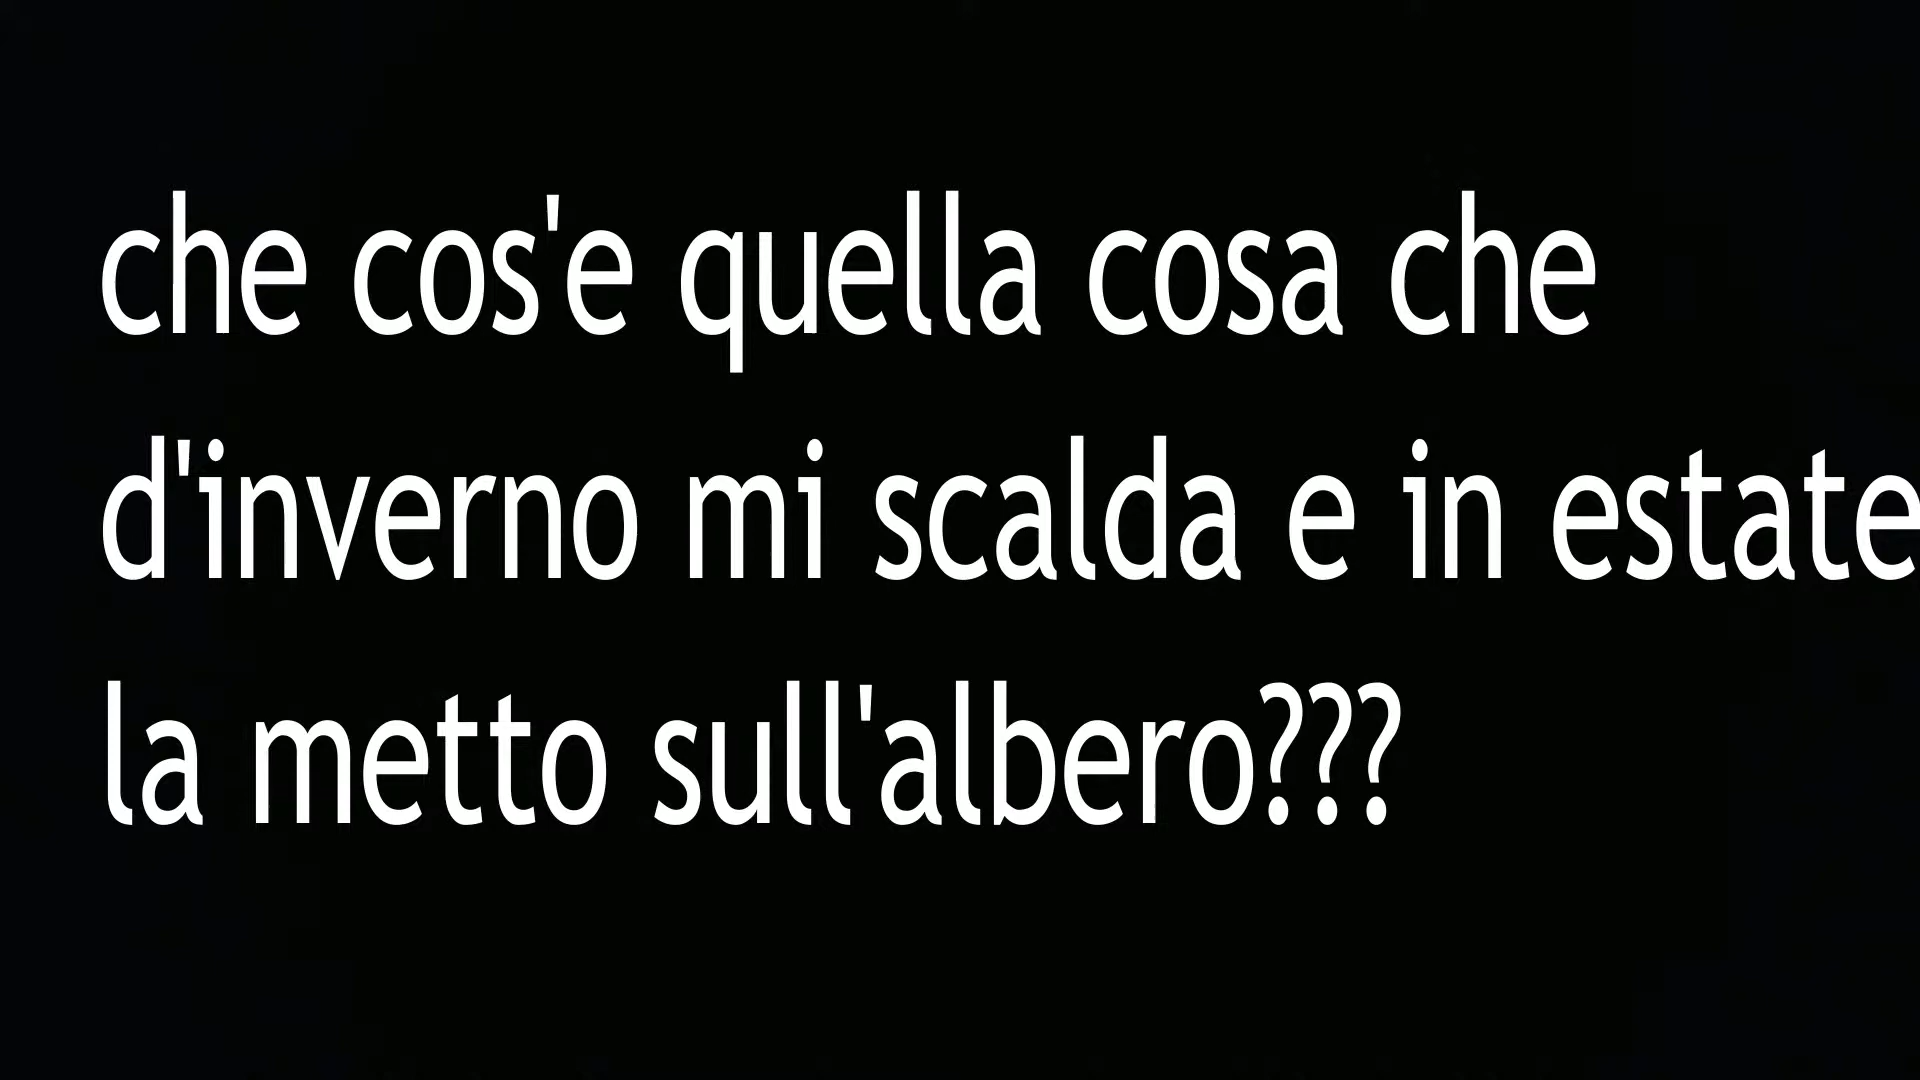 che cos'e quella cosa che
d'inverno mi scalda e in estate
la metto sull'albero???